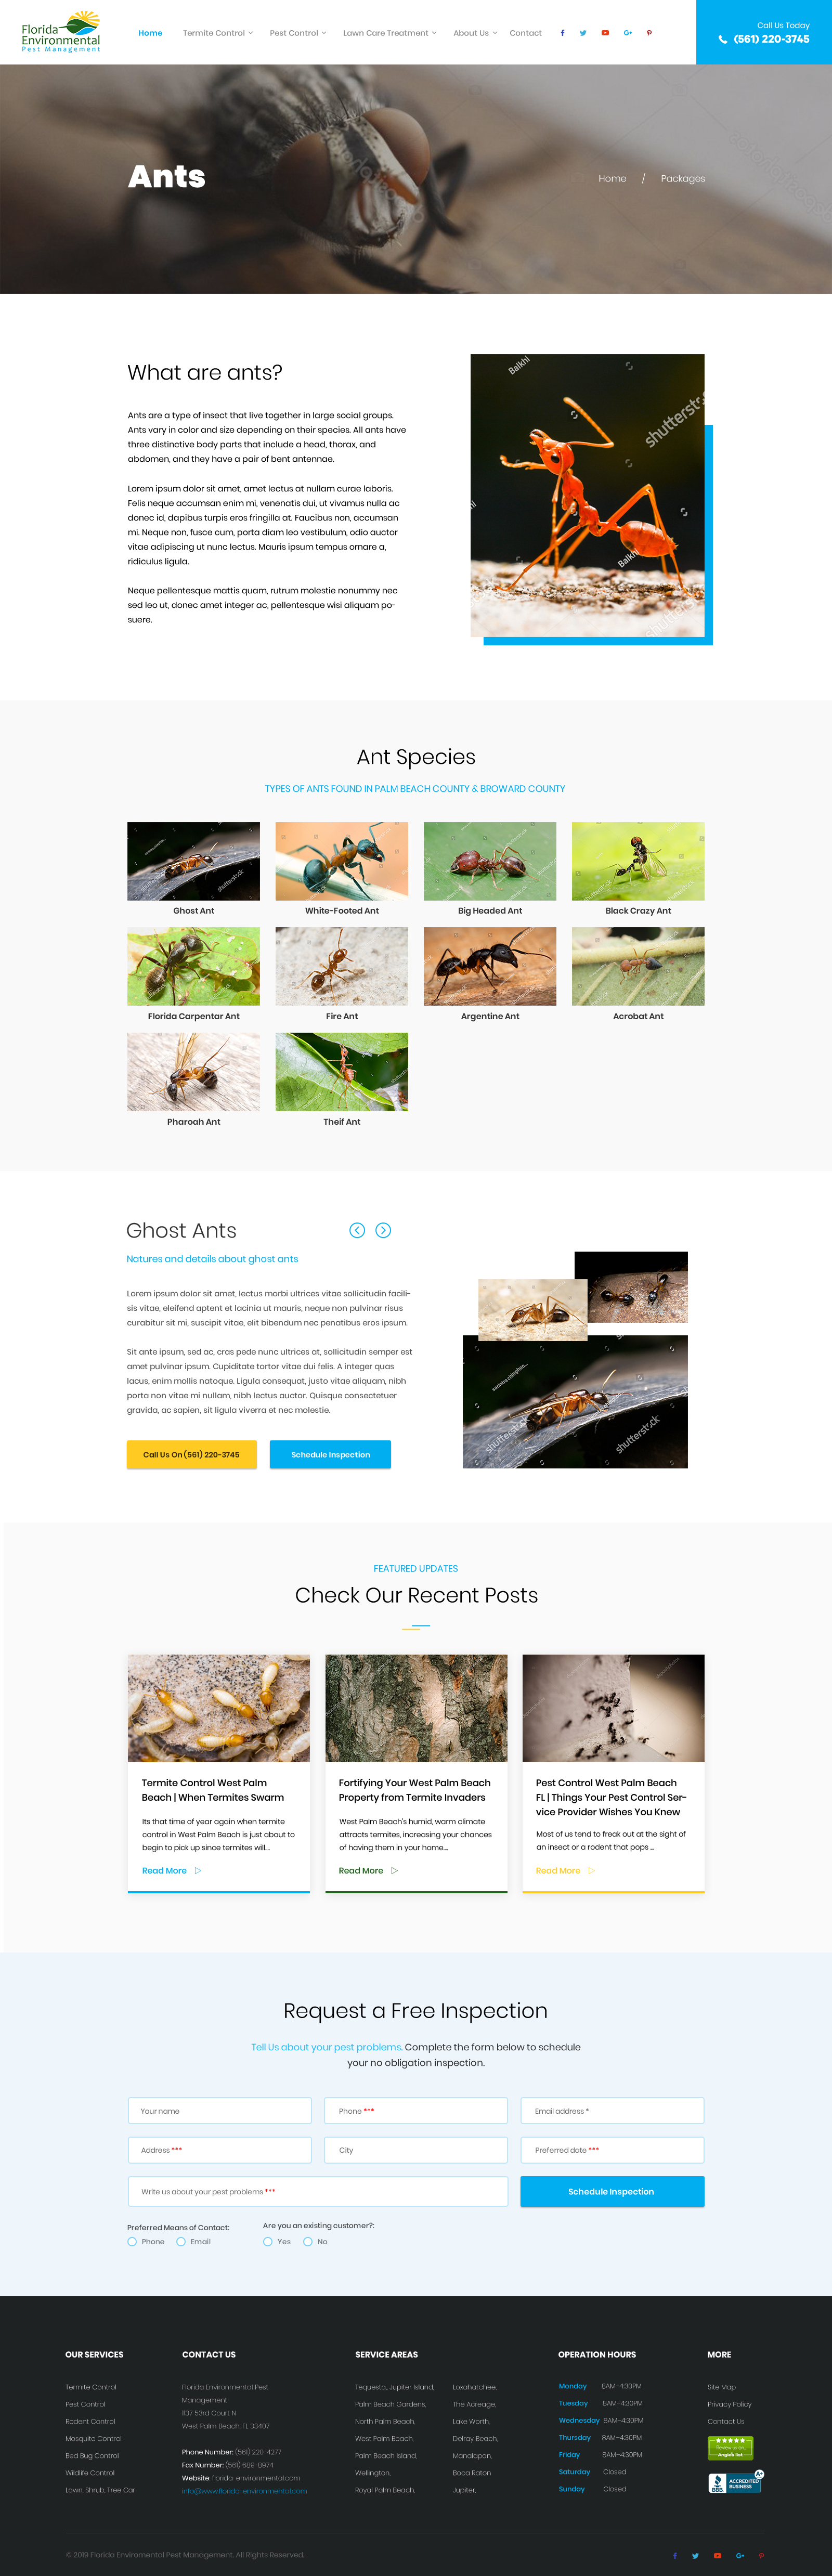 Florida
Environmental
Pest Management
Home
Termite Control
Pest Control
Lawn Care Treatment
About Us
Contact
Call Us Today
(561) 220-3745
Ants
Home / Packages
What are ants?
Ants are a type of insect that live together in large social groups.
Ants vary in color and size depending on their species. All ants have
three distinctive body parts that include a head, thorax, and
abdomen, and they have a pair of bent antennae.
Lorem ipsum dolor sit amet, amet lectus at nullam curae laboris.
Felis neque accumsan enim mi, venenatis dui, ut vivamus nulla ac
donec id, dapibus turpis eros fringilla at. Faucibus non, accumsan
mi. Neque non, fusce cum, porta diam leo vestibulum, odio auctor
vitae adipiscing ut nunc lectus. Mauris ipsum tempus ornare a,
ridiculus ligula.
Neque pellentesque mattis quam, rutrum molestie nonummy nec
sed leo ut, donec amet integer ac, pellentesque wisi aliquam po-
suere.
Balkhi
shutterstock
Balkhi
Ant Species
TYPES OF ANTS FOUND IN PALM BEACH COUNTY & BROWARD COUNTY
Ghost Ant
White-Footed Ant
Big Headed Ant
Black Crazy Ant
Florida Carpentar Ant
Fire Ant
Argentine Ant
Acrobat Ant
Pharoah Ant
Theif Ant
Ghost Ants
Natures and details about ghost ants
Lorem ipsum dolor sit amet, lectus morbi ultrices vitae sollicitudin facili-
sis vitae, eleifend aptent et lacinia ut mauris, neque non pulvinar risus
curabitur sit mi, suscipit vitae, elit bibendum nec penatibus eros ipsum.
Sit ante ipsum, sed ac, cras pede nunc ultrices at, sollicitudin semper est
amet pulvinar ipsum. Cupiditate tortor vitae dui felis. A integer quas
lacus, enim mollis natoque. Ligula consequat, justo vitae aliquam, nibh
porta non vitae mi nullam, nibh lectus auctor. Quisque consectetuer
gravida, ac sapien, sit ligula viverra et nec molestie.
Call Us On (561) 220-3745
Schedule Inspection
shutterstock
shutterstock
FEATURED UPDATES
Check Our Recent Posts
Termite Control West Palm
Beach | When Termites Swarm
Its that time of year again when termite
control in West Palm Beach is just about to
begin to pick up since termites will...
Read More
Fortifying Your West Palm Beach
Property from Termite Invaders
West Palm Beach's humid, warm climate
attracts termites, increasing your chances
of having them in your home...
Read More
Pest Control West Palm Beach
FL | Things Your Pest Control Ser-
vice Provider Wishes You Knew
Most of us tend to freak out at the sight of
an insect or a rodent that pops ...
Read More
Request a Free Inspection
Tell Us about your pest problems. Complete the form below to schedule
your no obligation inspection.
Your name
Phone ***
Email address *
Address ***
City
Preferred date ***
Write us about your pest problems ***
Schedule Inspection
Preferred Means of Contact:
Phone
Email
Are you an existing customer?:
Yes
No
OUR SERVICES
Termite Control
Pest Control
Rodent Control
Mosquito Control
Bed Bug Control
Wildlife Control
Lawn, Shrub, Tree Car
CONTACT US
Florida Environmental Pest
Management
1137 53rd Court N
West Palm Beach, FL 33407
Phone Number: (561) 220-4277
Fax Number: (561) 689-8974
Website: florida-environmental.com
info@www.florida-environmental.com
SERVICE AREAS
Tequesta, Jupiter Island,
Palm Beach Gardens,
North Palm Beach,
West Palm Beach,
Palm Beach Island,
Wellington,
Royal Palm Beach,
Loxahatchee,
The Acreage,
Lake Worth,
Delray Beach,
Manalapan,
Boca Raton
Jupiter,
OPERATION HOURS
Monday 8AM–4:30PM
Tuesday 8AM–4:30PM
Wednesday 8AM–4:30PM
Thursday 8AM–4:30PM
Friday 8AM–4:30PM
Saturday Closed
Sunday Closed
MORE
Site Map
Privacy Policy
Contact Us
Review us on
Angie's list
BBB
ACCREDITED
BUSINESS
A+
© 2019 Florida Enviromental Pest Management. All Rights Reserved.